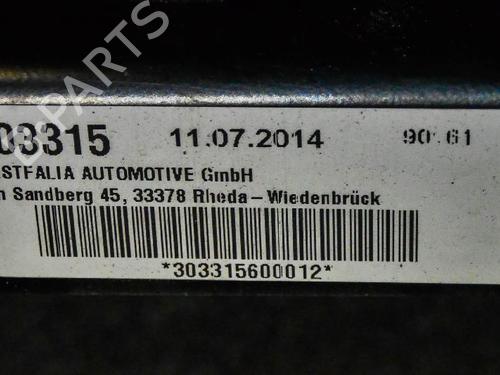 B-PARTS
03315 11.07.2014 90.61
STFALIA AUTOMOTIVE GmbH
n Sandberg 45, 33378 Rheda-Wiedenbrück
*303315600012*